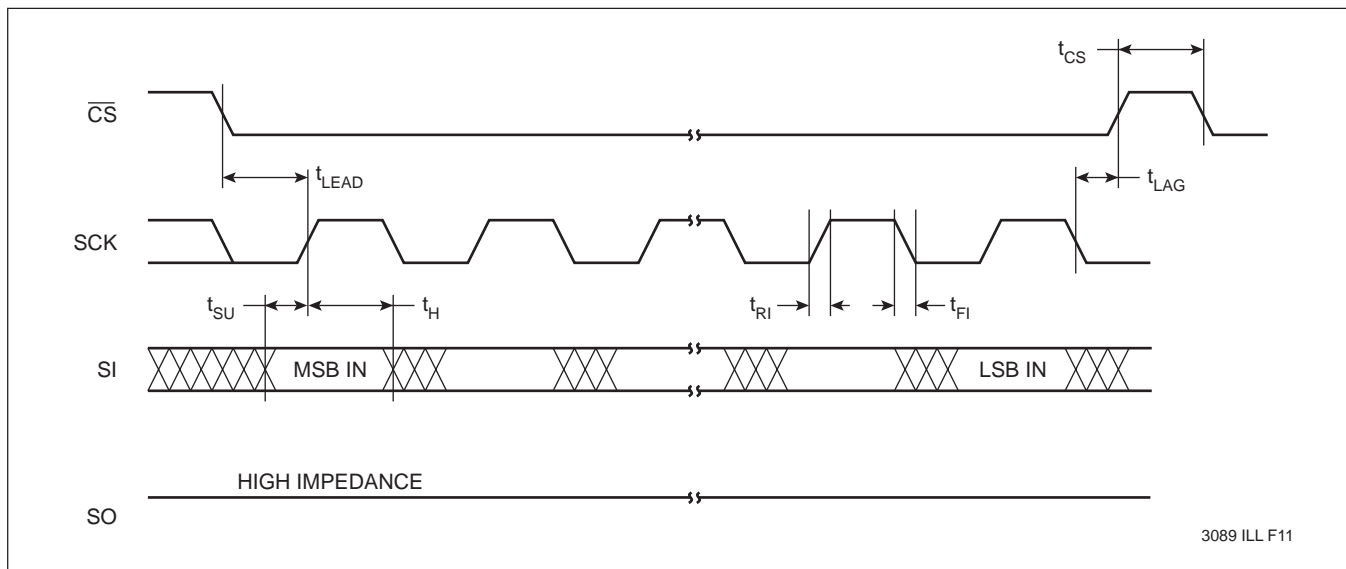 tCS
CS
tLEAD
tLAG
SCK
tSU
tH
tRI
tFI
SI
MSB IN
LSB IN
HIGH IMPEDANCE
SO
3089 ILL F11